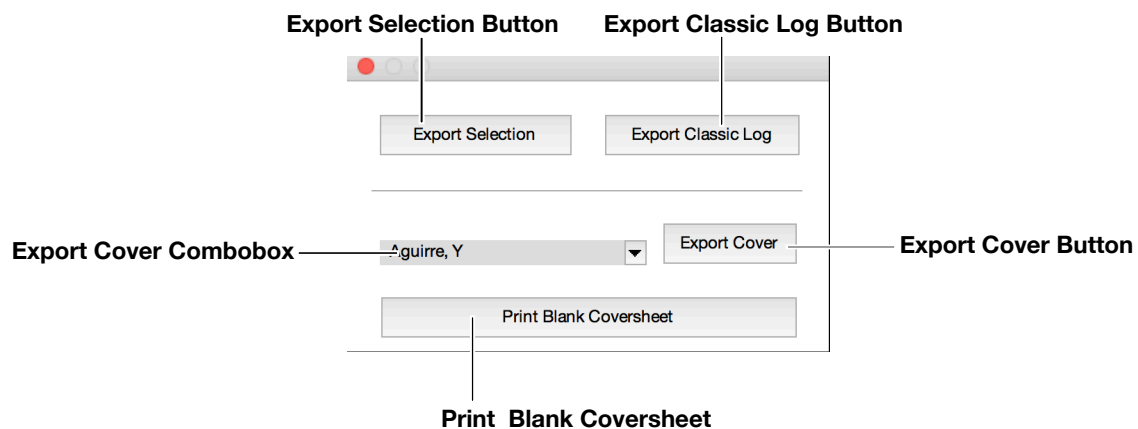 Export Selection Button
Export Classic Log Button
Export Selection
Export Classic Log
Export Cover Combobox
Aguirre, Y
Export Cover
Export Cover Button
Print Blank Coversheet
Print  Blank Coversheet